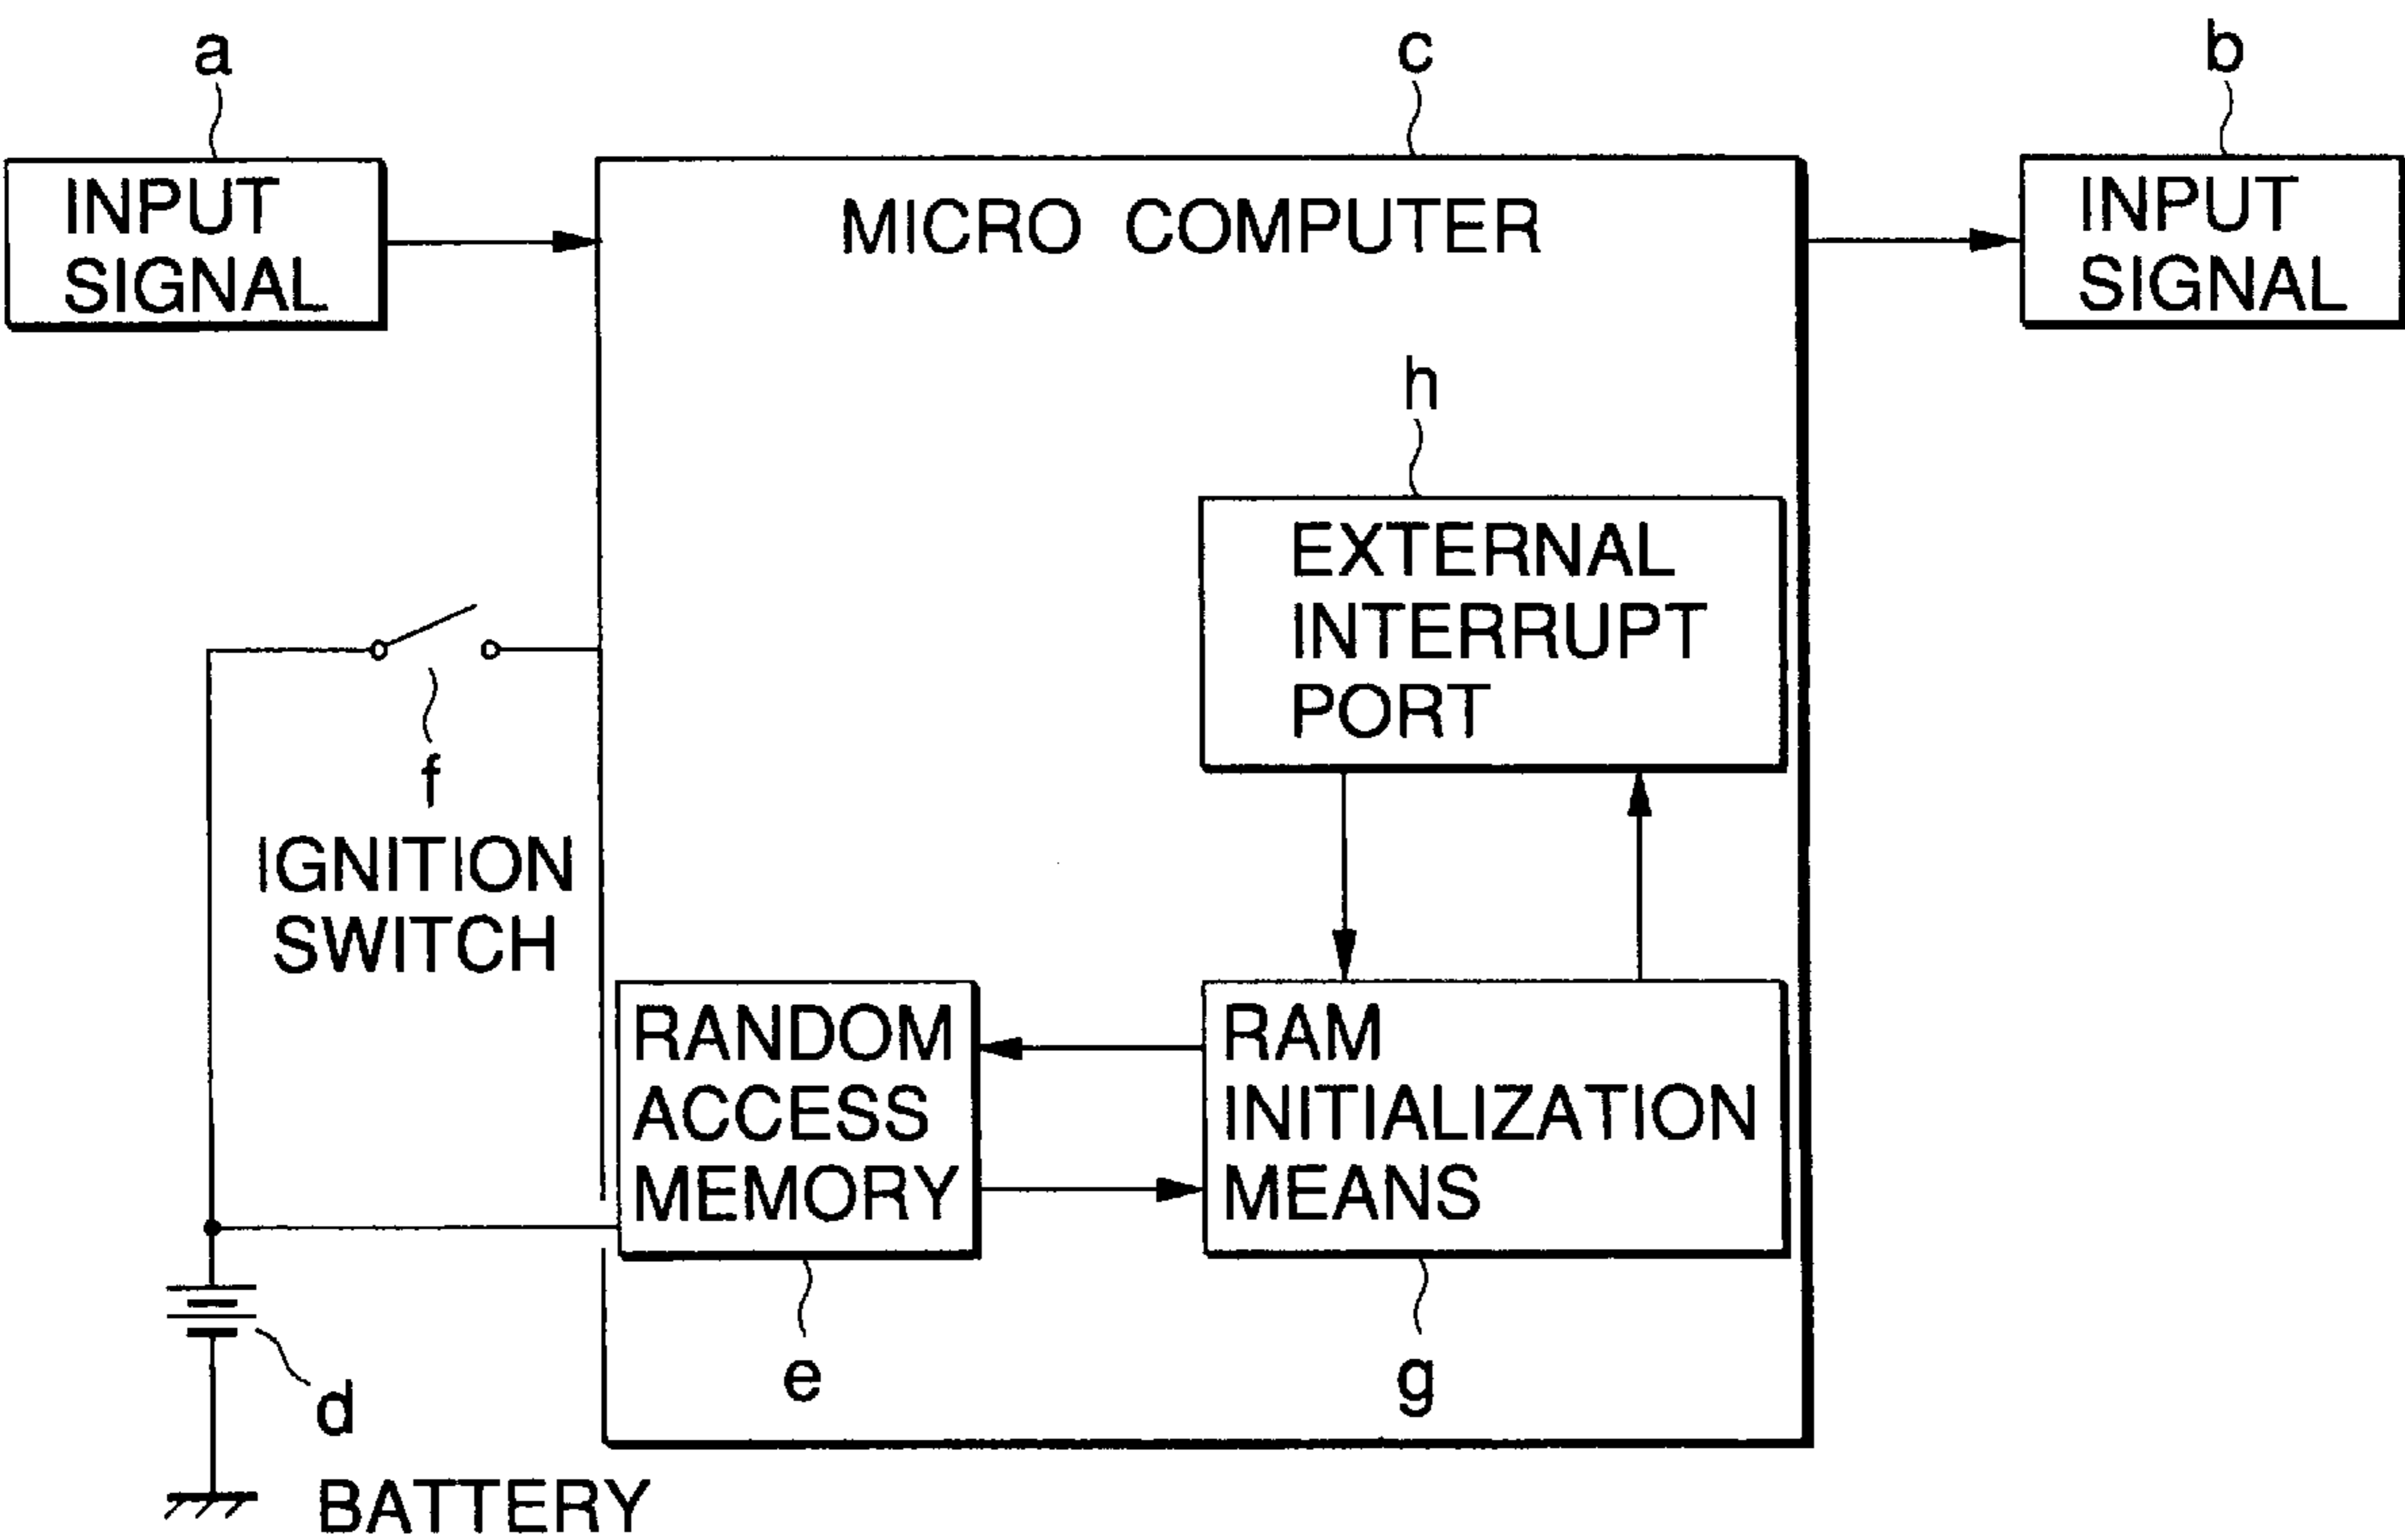 a
c
b
INPUT
SIGNAL
MICRO COMPUTER
INPUT
SIGNAL
h
EXTERNAL
INTERRUPT
PORT
f
IGNITION
SWITCH
RANDOM
ACCESS
MEMORY
RAM
INITIALIZATION
MEANS
e
g
d
BATTERY